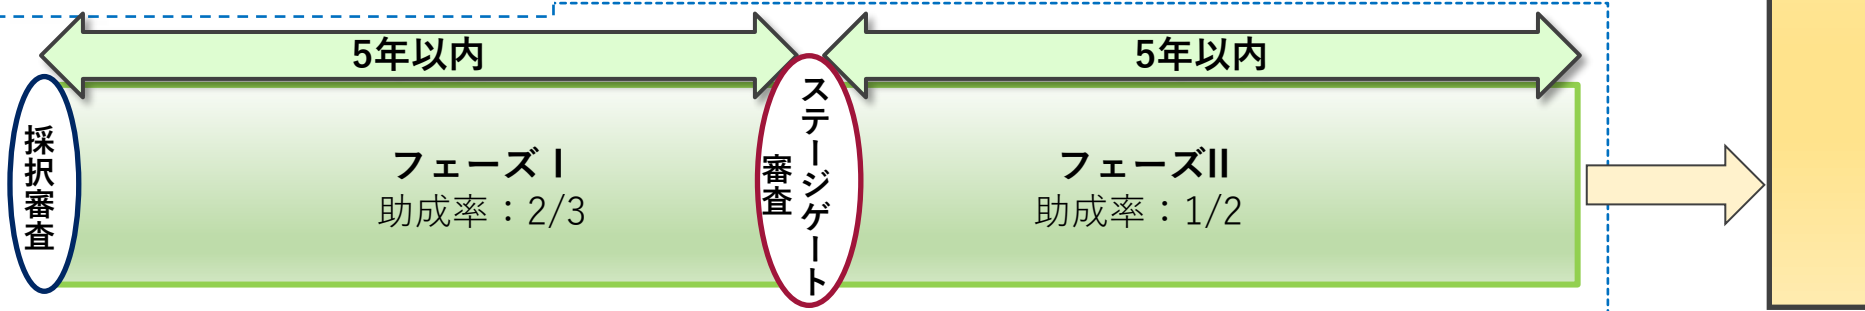 5年以内
5年以内
採択審査
フェーズⅠ
助成率：2/3
ステージゲート
審査
フェーズII
助成率：1/2